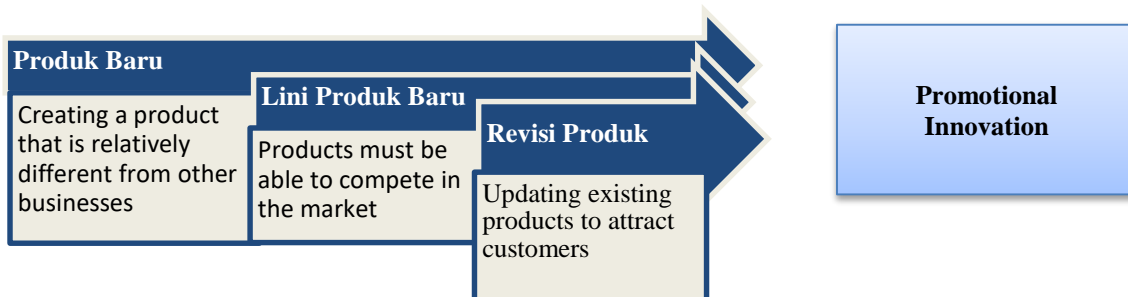 Produk Baru
Creating a product
that is relatively
different from other
businesses
Lini Produk Baru
Products must be
able to compete in
the market
Revisi Produk
Updating existing
products to attract
customers
Promotional
Innovation